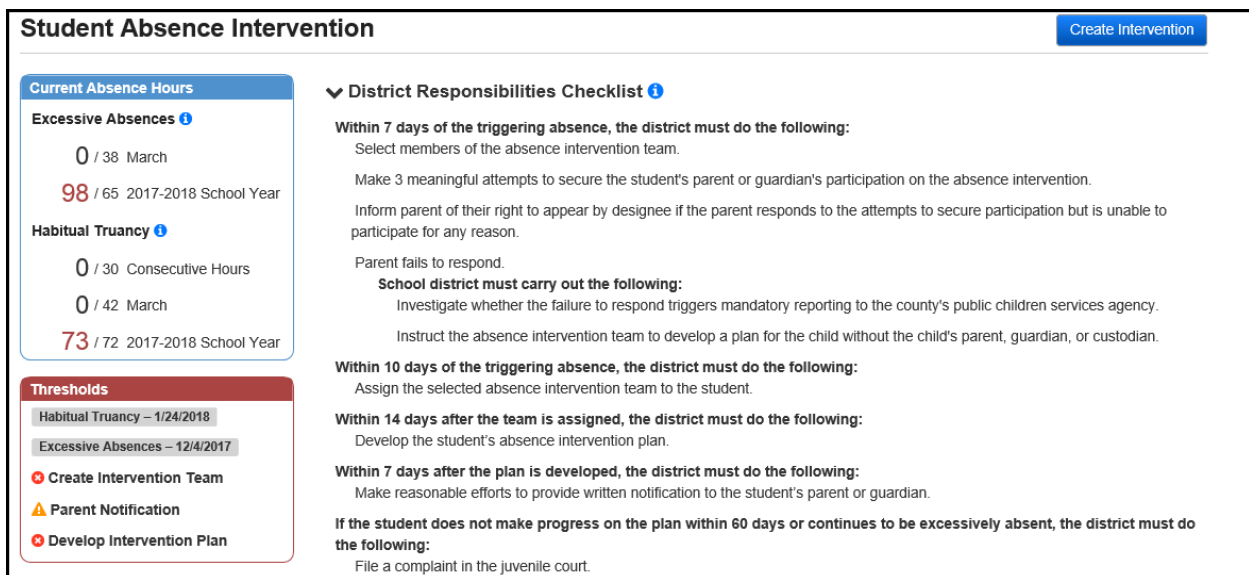 Student Absence Intervention
Create Intervention
Current Absence Hours
Excessive Absences
0 / 38 March
98 / 65 2017-2018 School Year
Habitual Truancy
0 / 30 Consecutive Hours
0 / 42 March
73 / 72 2017-2018 School Year
Thresholds
Habitual Truancy – 1/24/2018
Excessive Absences – 12/4/2017
Create Intervention Team
Parent Notification
Develop Intervention Plan
District Responsibilities Checklist
Within 7 days of the triggering absence, the district must do the following:
Select members of the absence intervention team.
Make 3 meaningful attempts to secure the student's parent or guardian's participation on the absence intervention.
Inform parent of their right to appear by designee if the parent responds to the attempts to secure participation but is unable to
participate for any reason.
Parent fails to respond.
School district must carry out the following:
Investigate whether the failure to respond triggers mandatory reporting to the county's public children services agency.
Instruct the absence intervention team to develop a plan for the child without the child's parent, guardian, or custodian.
Within 10 days of the triggering absence, the district must do the following:
Assign the selected absence intervention team to the student.
Within 14 days after the team is assigned, the district must do the following:
Develop the student’s absence intervention plan.
Within 7 days after the plan is developed, the district must do the following:
Make reasonable efforts to provide written notification to the student’s parent or guardian.
If the student does not make progress on the plan within 60 days or continues to be excessively absent, the district must do
the following:
File a complaint in the juvenile court.